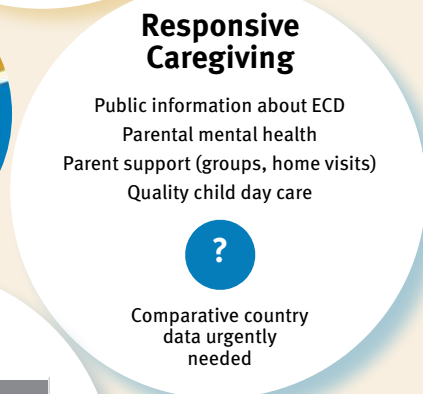 Responsive
Caregiving
Public information about ECD
Parental mental health
Parent support (groups, home visits)
Quality child day care
?
Comparative country
data urgently
needed